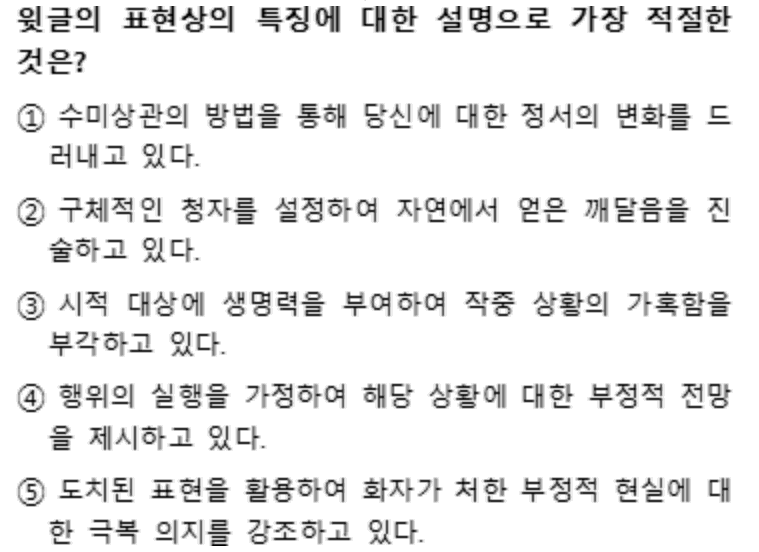 윗글의 표현상의 특징에 대한 설명으로 가장 적절한
것은?
① 수미상관의 방법을 통해 당신에 대한 정서의 변화를 드
러내고 있다.
② 구체적인 청자를 설정하여 자연에서 얻은 깨달음을 진
술하고 있다.
③ 시적 대상에 생명력을 부여하여 작중 상황의 가혹함을
부각하고 있다.
④ 행위의 실행을 가정하여 해당 상황에 대한 부정적 전망
을 제시하고 있다.
⑤ 도치된 표현을 활용하여 화자가 처한 부정적 현실에 대
한 극복 의지를 강조하고 있다.